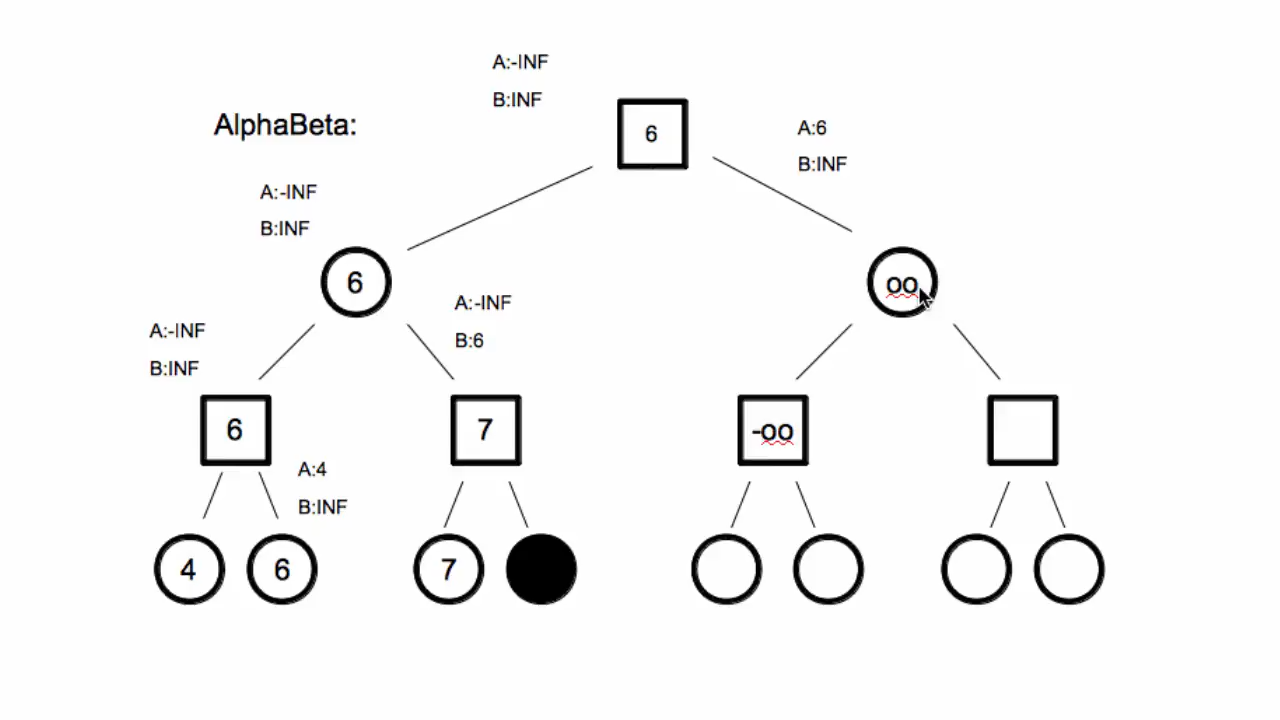 A:-INF
B:INF
AlphaBeta:
6
A:6
B:INF
A:-INF
B:INF
6
oo
A:-INF
B:6
A:-INF
B:INF
6
7
-oo
A:4
B:INF
4
6
7